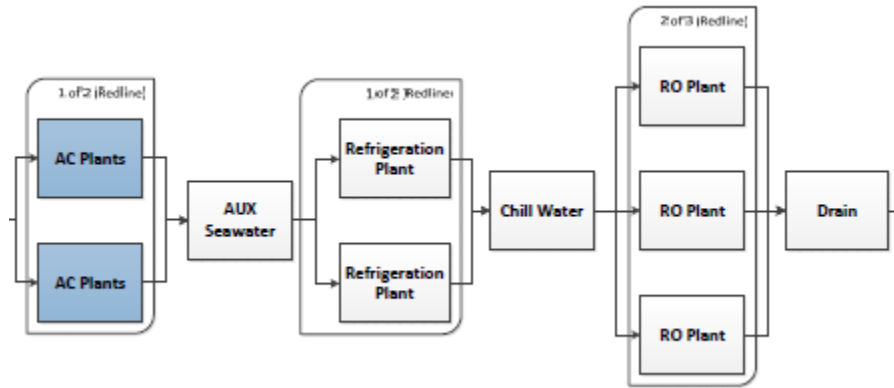 1 of 2 (Redline)
AC Plants
AC Plants
AUX
Seawater
1 of 2 (Redline
Refrigeration
Plant
Refrigeration
Plant
Chill Water
2 of 3 (Redline)
RO Plant
RO Plant
RO Plant
Drain